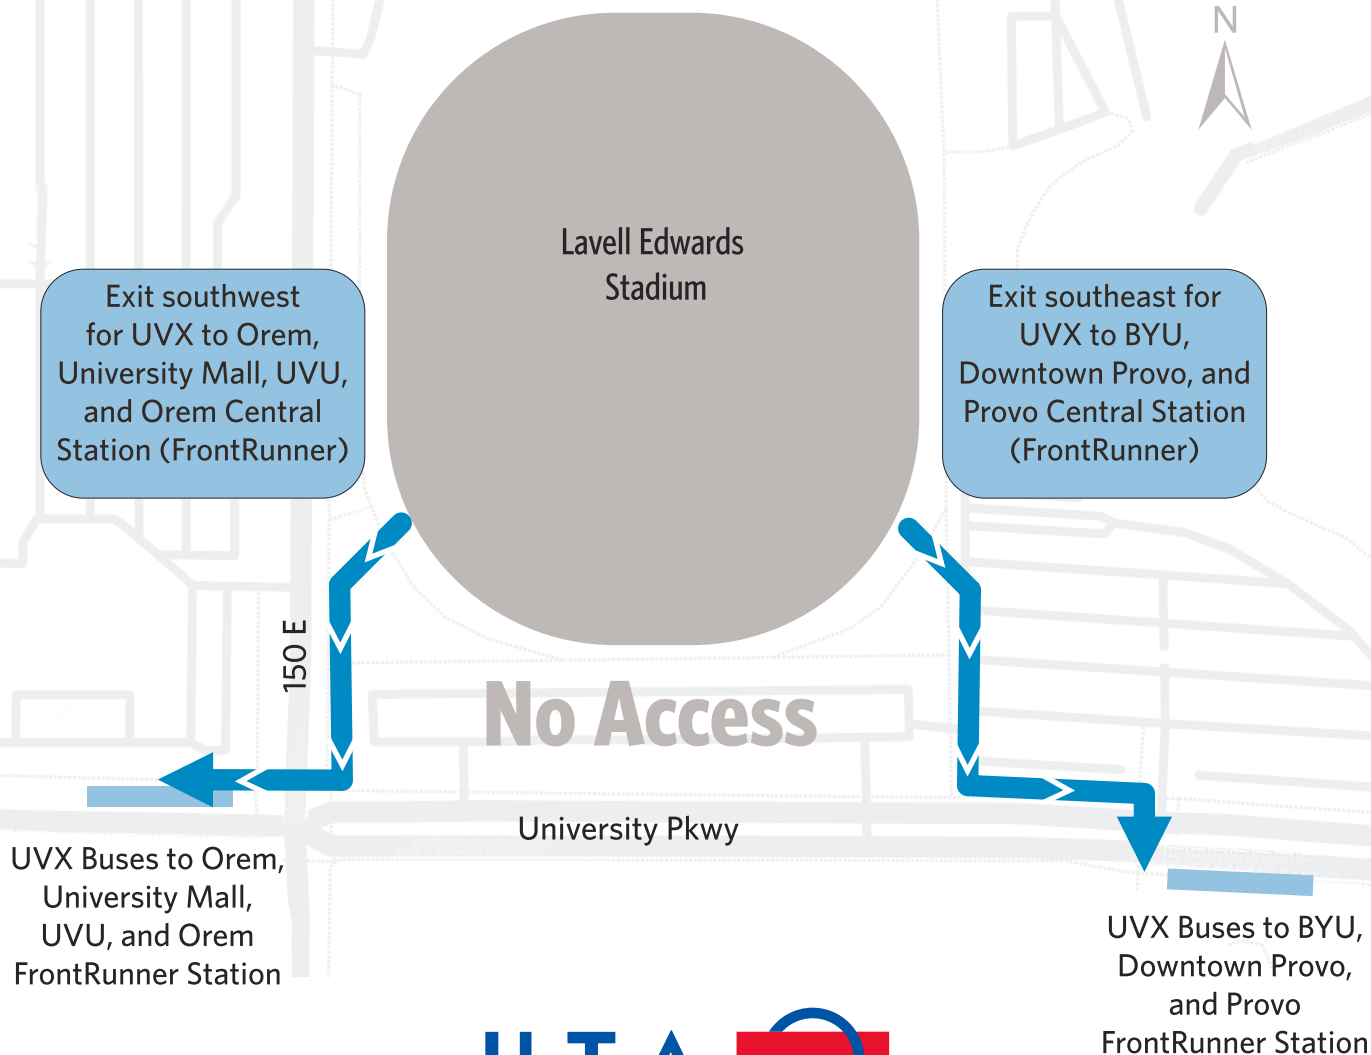 N
Lavell Edwards
Stadium
Exit southwest
for UVX to Orem,
University Mall, UVU,
and Orem Central
Station (FrontRunner)
Exit southeast for
UVX to BYU,
Downtown Provo, and
Provo Central Station
(FrontRunner)
150 E
No Access
University Pkwy
UVX Buses to Orem,
University Mall,
UVU, and Orem
FrontRunner Station
UVX Buses to BYU,
Downtown Provo,
and Provo
FrontRunner Station
U T A